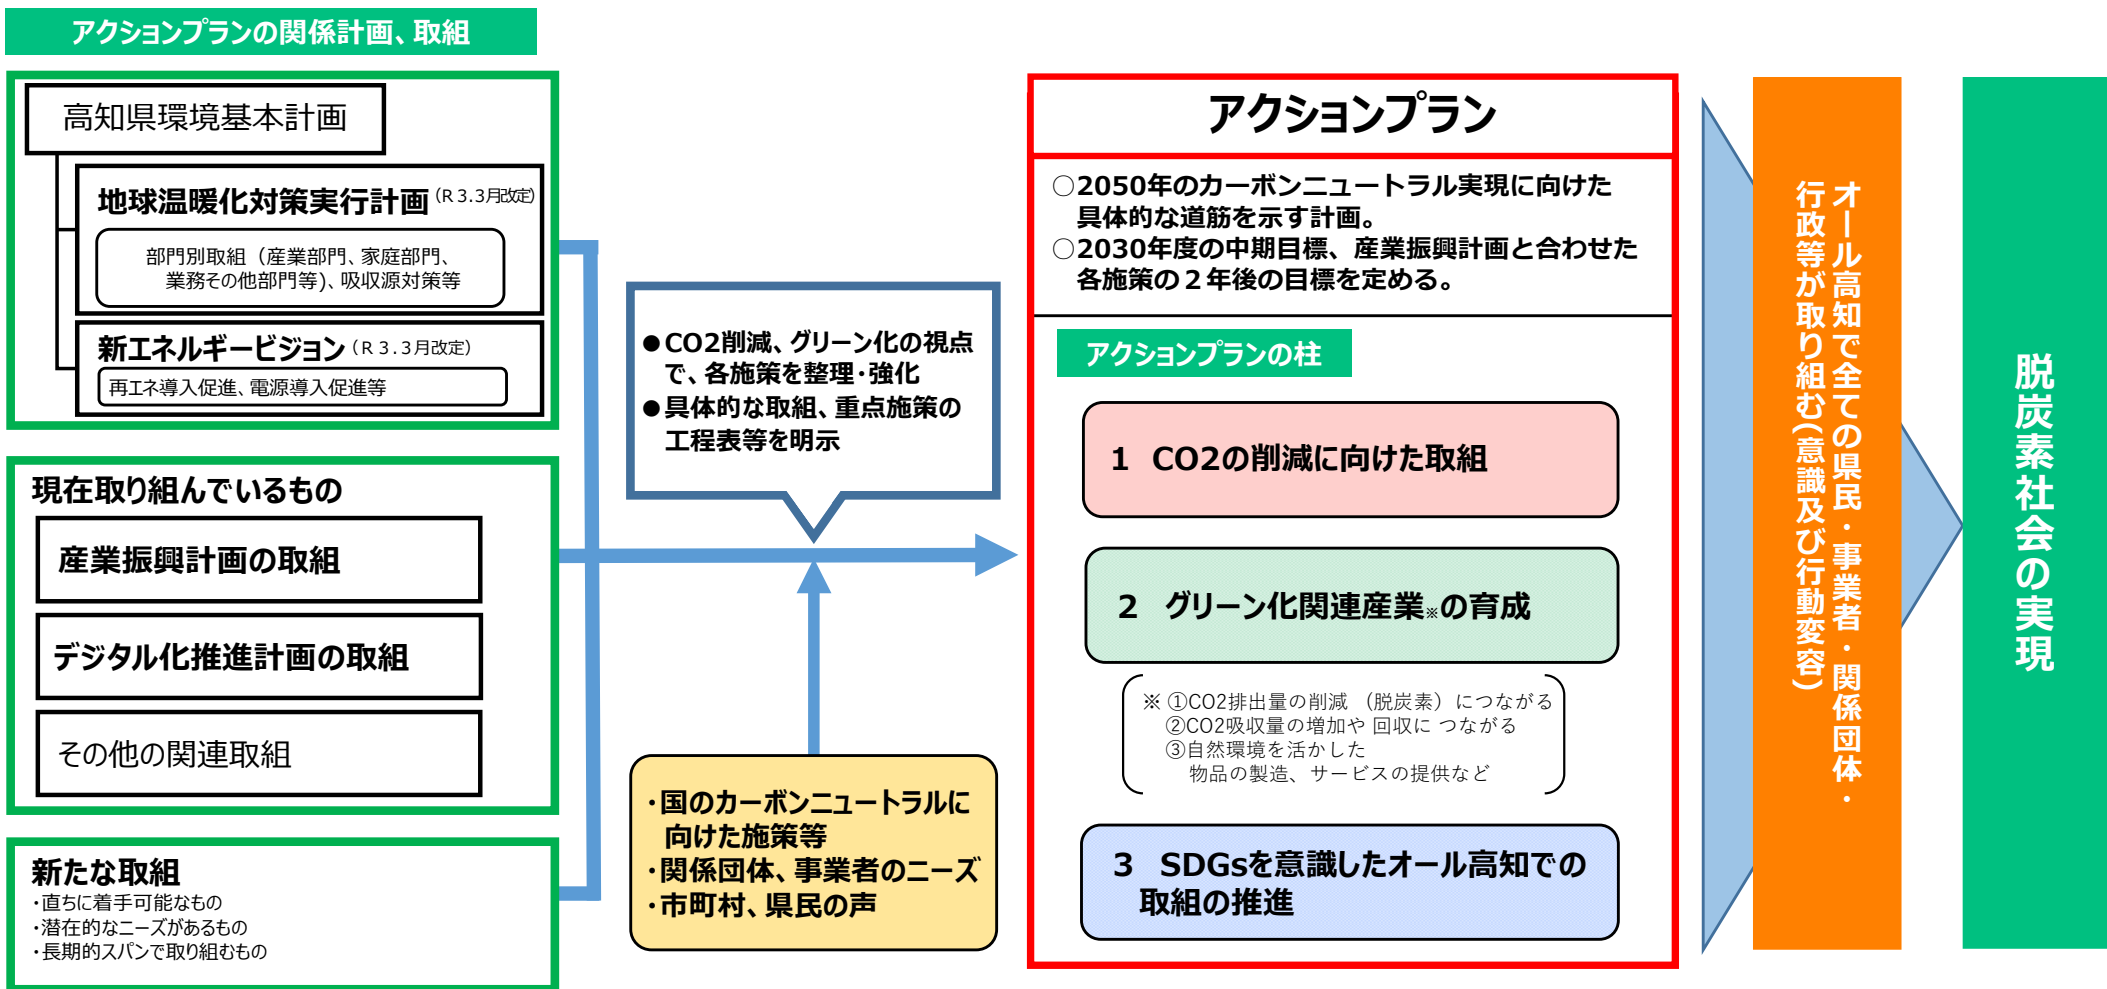 アクションプランの関係計画、取組
高知県環境基本計画
地球温暖化対策実行計画（R3.3月改定）
部門別取組（産業部門、家庭部門、
業務その他部門等）、吸収源対策等
新エネルギービジョン（R3.3月改定）
再エネ導入促進、電源導入促進等
現在取り組んでいるもの
産業振興計画の取組
デジタル化推進計画の取組
その他の関連取組
新たな取組
・直ちに着手可能なもの
・潜在的なニーズがあるもの
・長期的スパンで取り組むもの
●CO2削減、グリーン化の視点
で、各施策を整理・強化
●具体的な取組、重点施策の
工程表等を明示
・国のカーボンニュートラルに
向けた施策等
・関係団体、事業者のニーズ
・市町村、県民の声
アクションプラン
○2050年のカーボンニュートラル実現に向けた
具体的な道筋を示す計画。
○2030年度の中期目標、産業振興計画と合わせた
各施策の２年後の目標を定める。
アクションプランの柱
1 CO2の削減に向けた取組
2 グリーン化関連産業※の育成
※ ①CO2排出量の削減 （脱炭素）につながる
②CO2吸収量の増加や 回収に つながる
③自然環境を活かした
物品の製造、サービスの提供など
3 SDGsを意識したオール高知での
取組の推進
オール高知で全ての県民・事業者・関係団体・
行政等が取り組む(意識及び行動変容)
脱炭素社会の実現